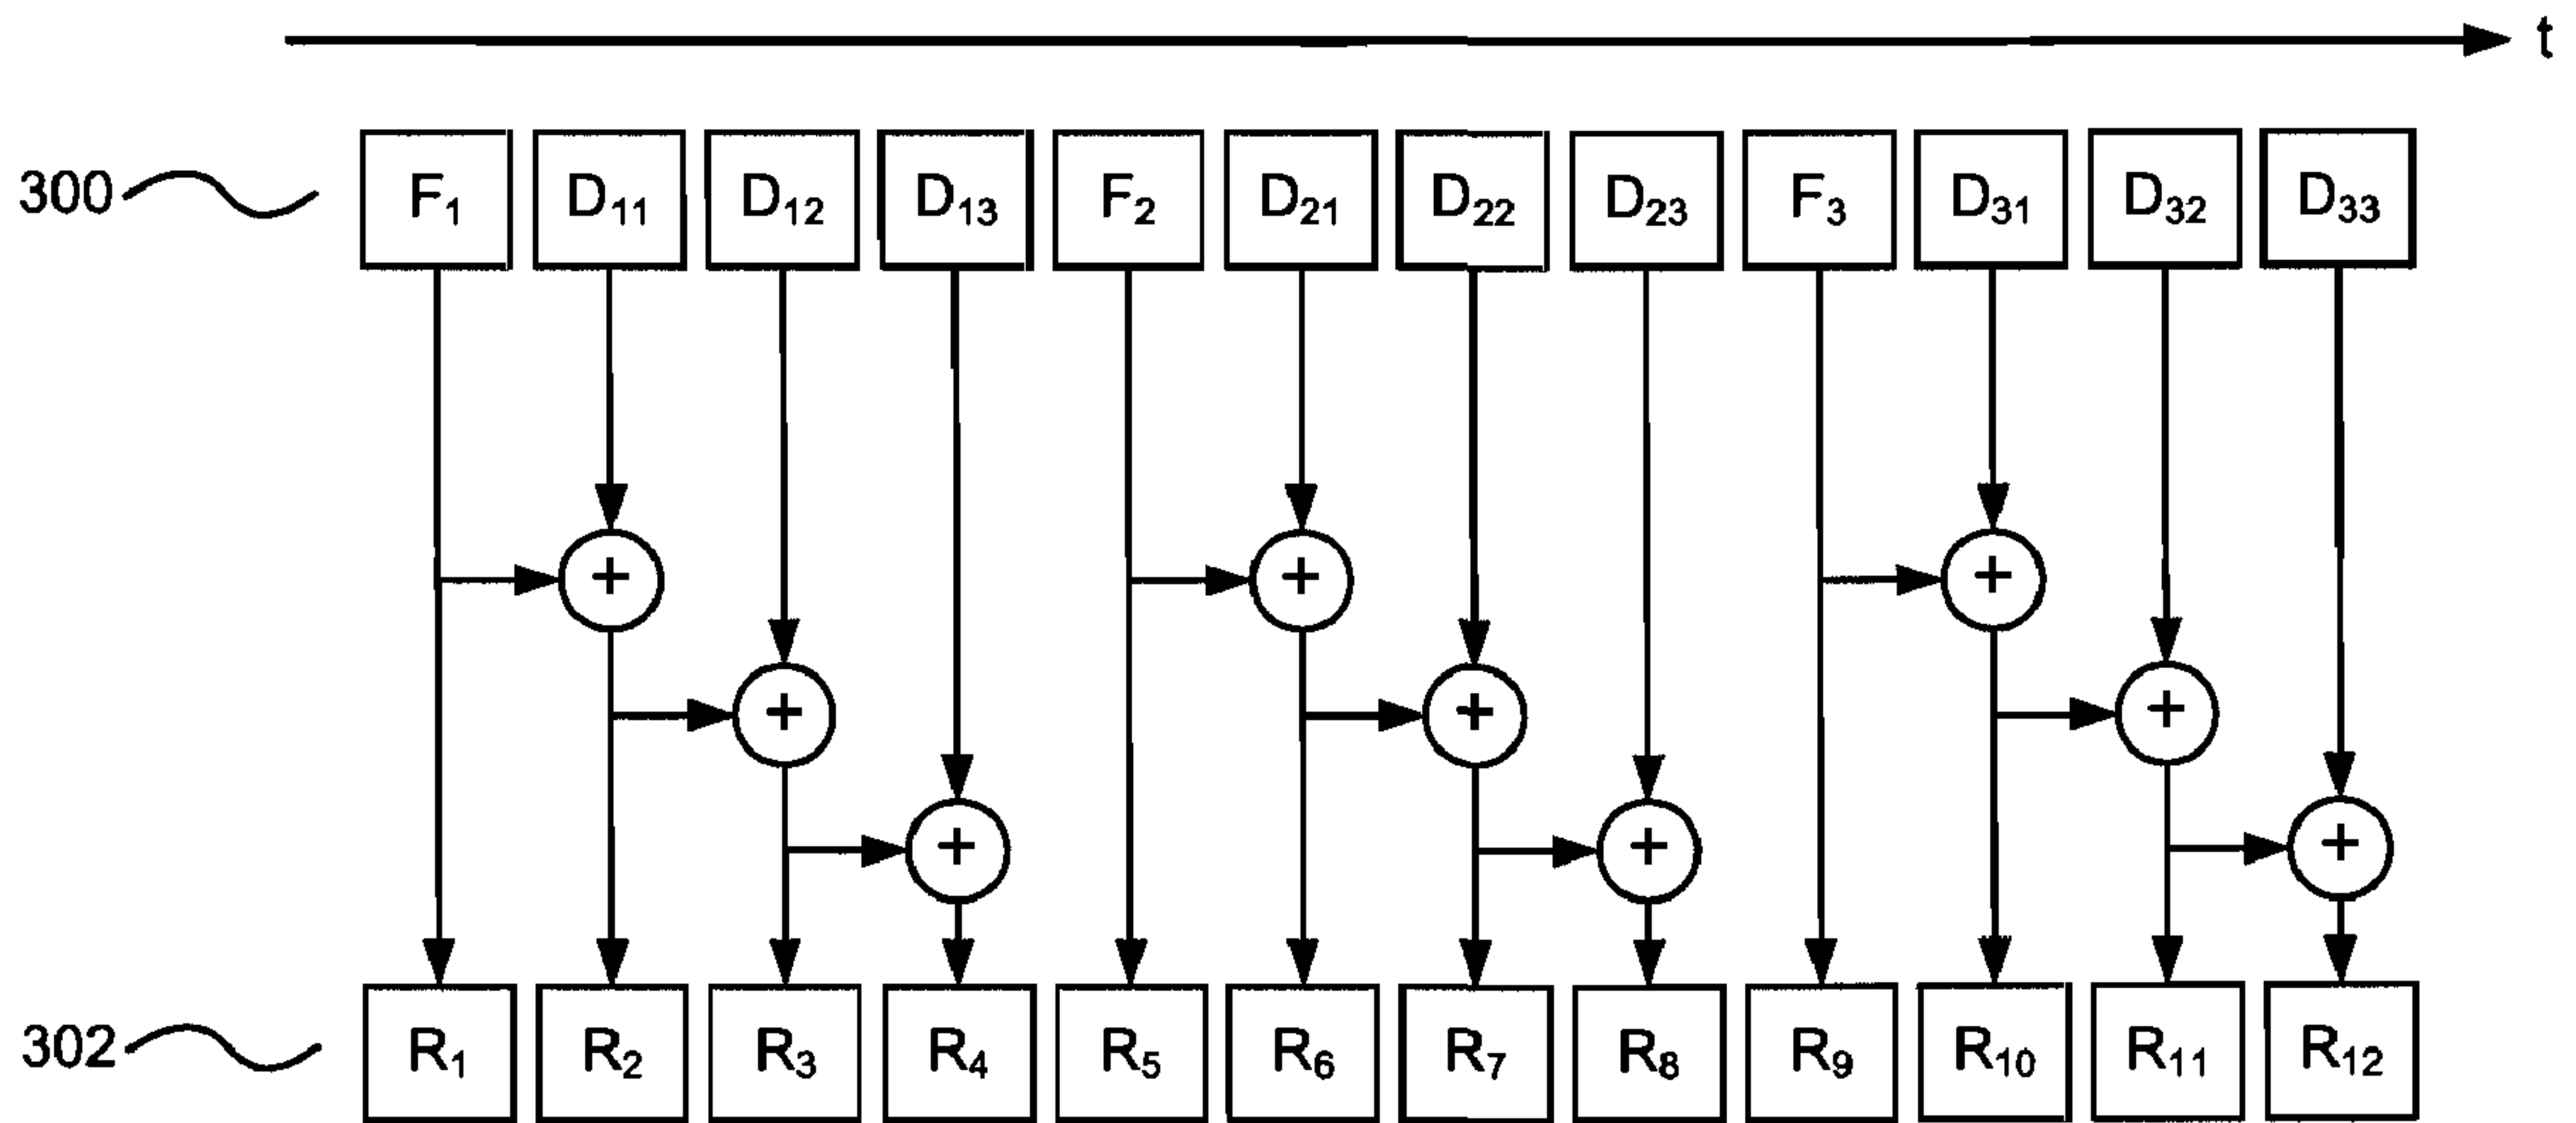 t
300 F₁ D₁₁ D₁₂ D₁₃ F₂ D₂₁ D₂₂ D₂₃ F₃ D₃₁ D₃₂ D₃₃
+ + +
+ + +
+ + +
302 R₁ R₂ R₃ R₄ R₅ R₆ R₇ R₈ R₉ R₁₀ R₁₁ R₁₂